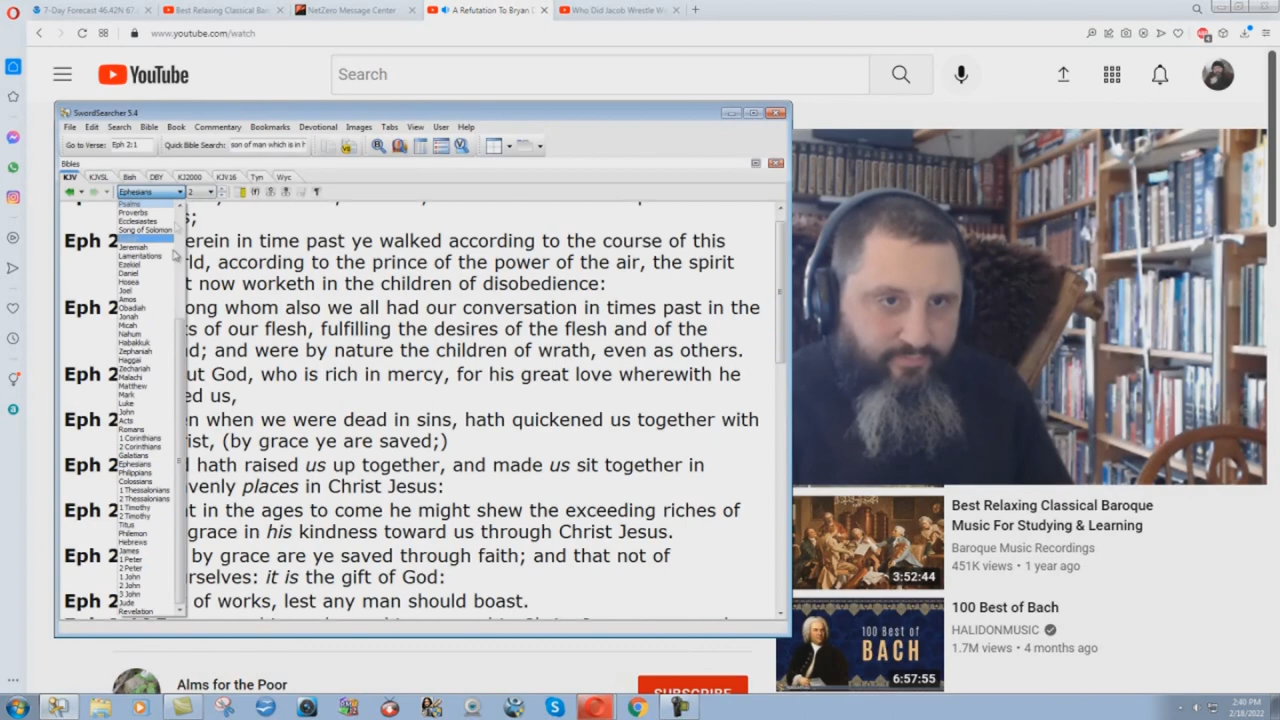 7-Day Forecast 46.42N 67.
Best Relaxing Classical Bar
NetZero Message Center
A Refutation To Bryan
Who Did Jacob Wrestle W
www.youtube.com/watch
YouTube
Search
SwordSearcher 5.4
File Edit Search Bible Book Commentary Bookmarks Devotional Images Tabs View User Help
Go to Verse: Eph 2:1 Quick Bible Search: son of man which is in h
Bibles
KJV KJVSL Bish DBY KJ2000 KJV16 Tyn Wyc
Ephesians 2
Psalms
Proverbs
Ecclesiastes
Song of Solomon
Jeremiah
Lamentations
Ezekiel
Daniel
Hosea
Joel
Amos
Obadiah
Jonah
Micah
Nahum
Habakkuk
Zephaniah
Haggai
Zechariah
Malachi
Matthew
Mark
Luke
John
Acts
Romans
1 Corinthians
2 Corinthians
Galatians
Ephesians
Philippians
Colossians
1 Thessalonians
2 Thessalonians
1 Timothy
2 Timothy
Titus
Philemon
Hebrews
James
1 Peter
2 Peter
1 John
2 John
3 John
Jude
Revelation
s;
Eph 2 erein in time past ye walked according to the course of this
ld, according to the prince of the power of the air, the spirit
t now worketh in the children of disobedience:
Eph 2 ong whom also we all had our conversation in times past in the
s of our flesh, fulfilling the desires of the flesh and of the
d; and were by nature the children of wrath, even as others.
Eph 2 ut God, who is rich in mercy, for his great love wherewith he
ed us,
Eph 2 en when we were dead in sins, hath quickened us together with
rist, (by grace ye are saved;)
Eph 2 d hath raised us up together, and made us sit together in
avenly places in Christ Jesus:
Eph 2 at in the ages to come he might shew the exceeding riches of
grace in his kindness toward us through Christ Jesus.
Eph 2 by grace are ye saved through faith; and that not of
urselves: it is the gift of God:
Eph 2 of works, lest any man should boast.
Best Relaxing Classical Baroque
Music For Studying & Learning
Baroque Music Recordings
451K views • 1 year ago
3:52:44
100 Best of Bach
HALIDONMUSIC
1.7M views • 4 months ago
100 Best of
BACH
6:57:55
Alms for the Poor
SUBSCRIBE
2:40 PM
2/18/2022